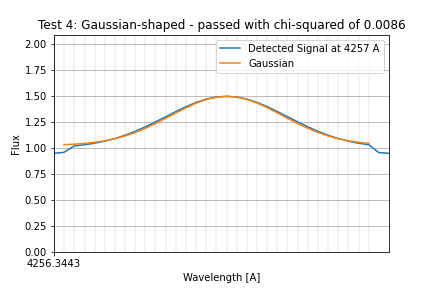 Test 4: Gaussian-shaped - passed with chi-squared of 0.0086
Detected Signal at 4257 A
Gaussian
2.00
1.75
1.50
1.25
1.00
0.75
0.50
0.25
0.00
Flux
4256.3443
Wavelength [A]